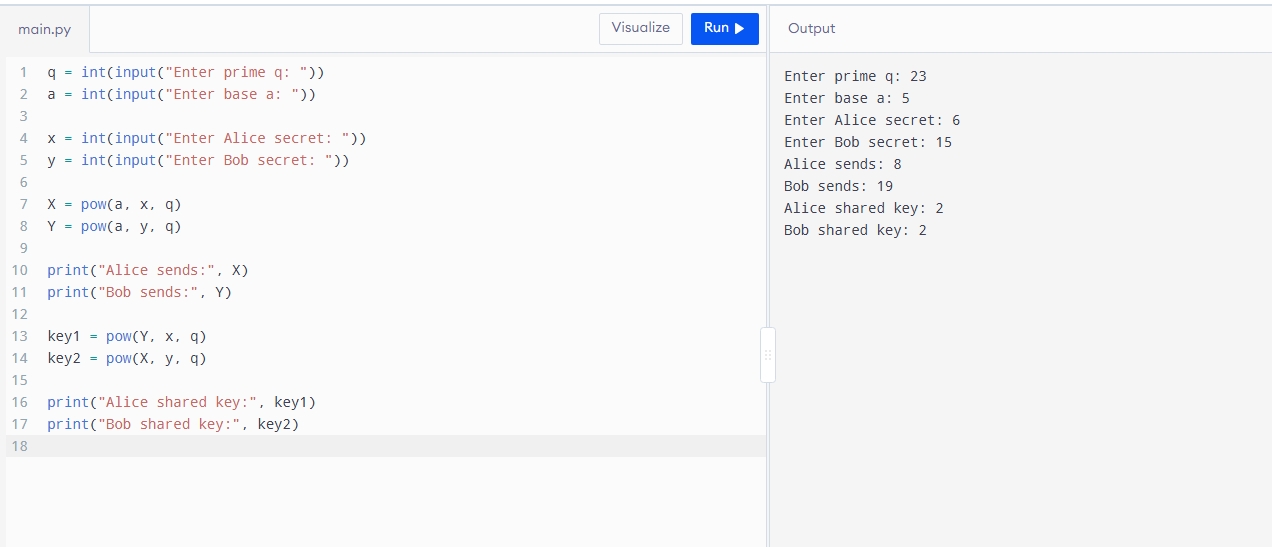 main.py
Visualize
Run
Output
1 q = int(input("Enter prime q: "))
2 a = int(input("Enter base a: "))
3
4 x = int(input("Enter Alice secret: "))
5 y = int(input("Enter Bob secret: "))
6
7 X = pow(a, x, q)
8 Y = pow(a, y, q)
9
10 print("Alice sends:", X)
11 print("Bob sends:", Y)
12
13 key1 = pow(Y, x, q)
14 key2 = pow(X, y, q)
15
16 print("Alice shared key:", key1)
17 print("Bob shared key:", key2)
18
Enter prime q: 23
Enter base a: 5
Enter Alice secret: 6
Enter Bob secret: 15
Alice sends: 8
Bob sends: 19
Alice shared key: 2
Bob shared key: 2